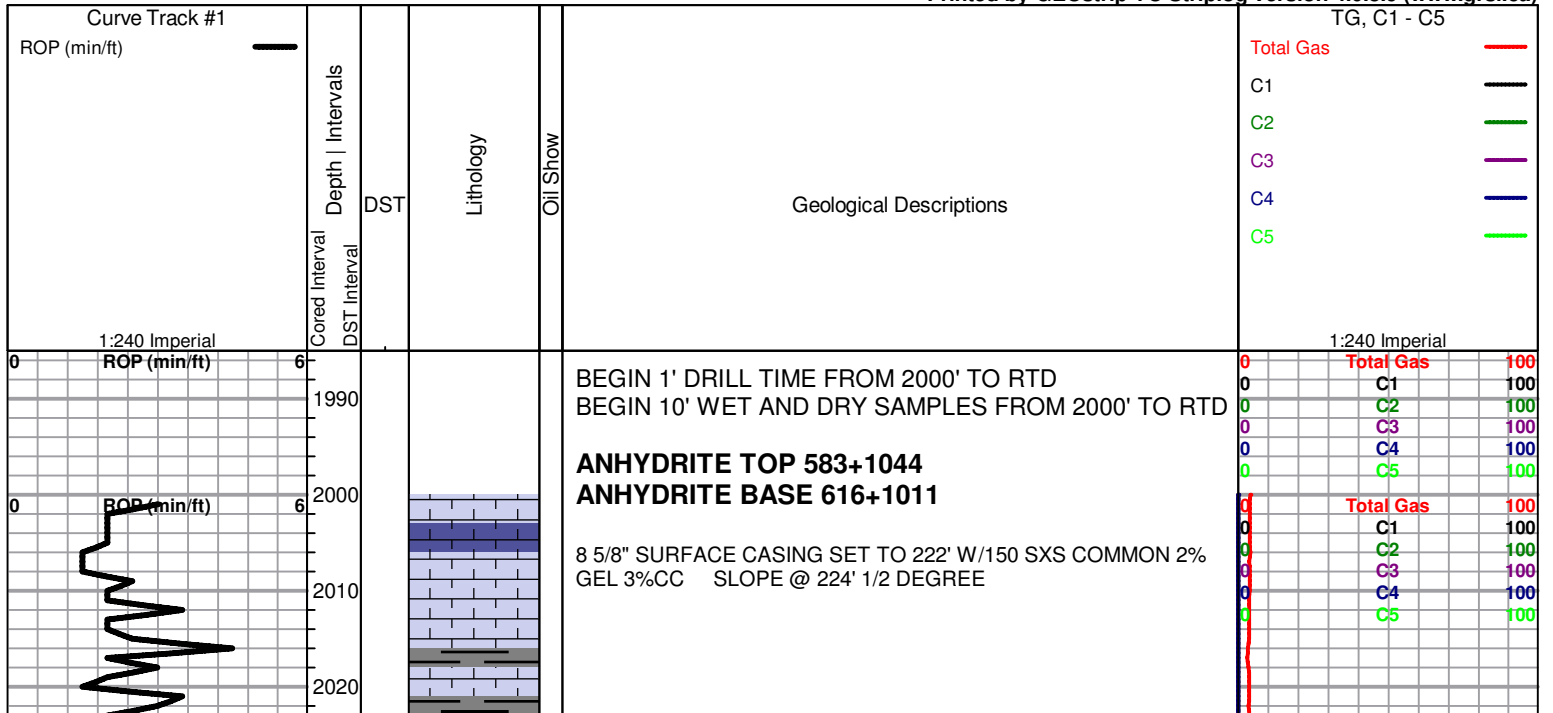 Curve Track #1
ROP (min/ft)
1:240 Imperial
Depth | Intervals
Cored Interval
DST Interval
DST
Lithology
Oil Show
Geological Descriptions
TG, C1 - C5
Total Gas
C1
C2
C3
C4
C5
1:240 Imperial
0 ROP (min/ft) 6
1990
2000
0 ROP (min/ft) 6
2010
2020
BEGIN 1' DRILL TIME FROM 2000' TO RTD
BEGIN 10' WET AND DRY SAMPLES FROM 2000' TO RTD
ANHYDRITE TOP 583+1044
ANHYDRITE BASE 616+1011
8 5/8" SURFACE CASING SET TO 222' W/150 SXS COMMON 2%
GEL 3%CC SLOPE @ 224' 1/2 DEGREE
0 Total Gas 100
0 C1 100
0 C2 100
0 C3 100
0 C4 100
0 C5 100
0 Total Gas 100
0 C1 100
0 C2 100
0 C3 100
0 C4 100
0 C5 100